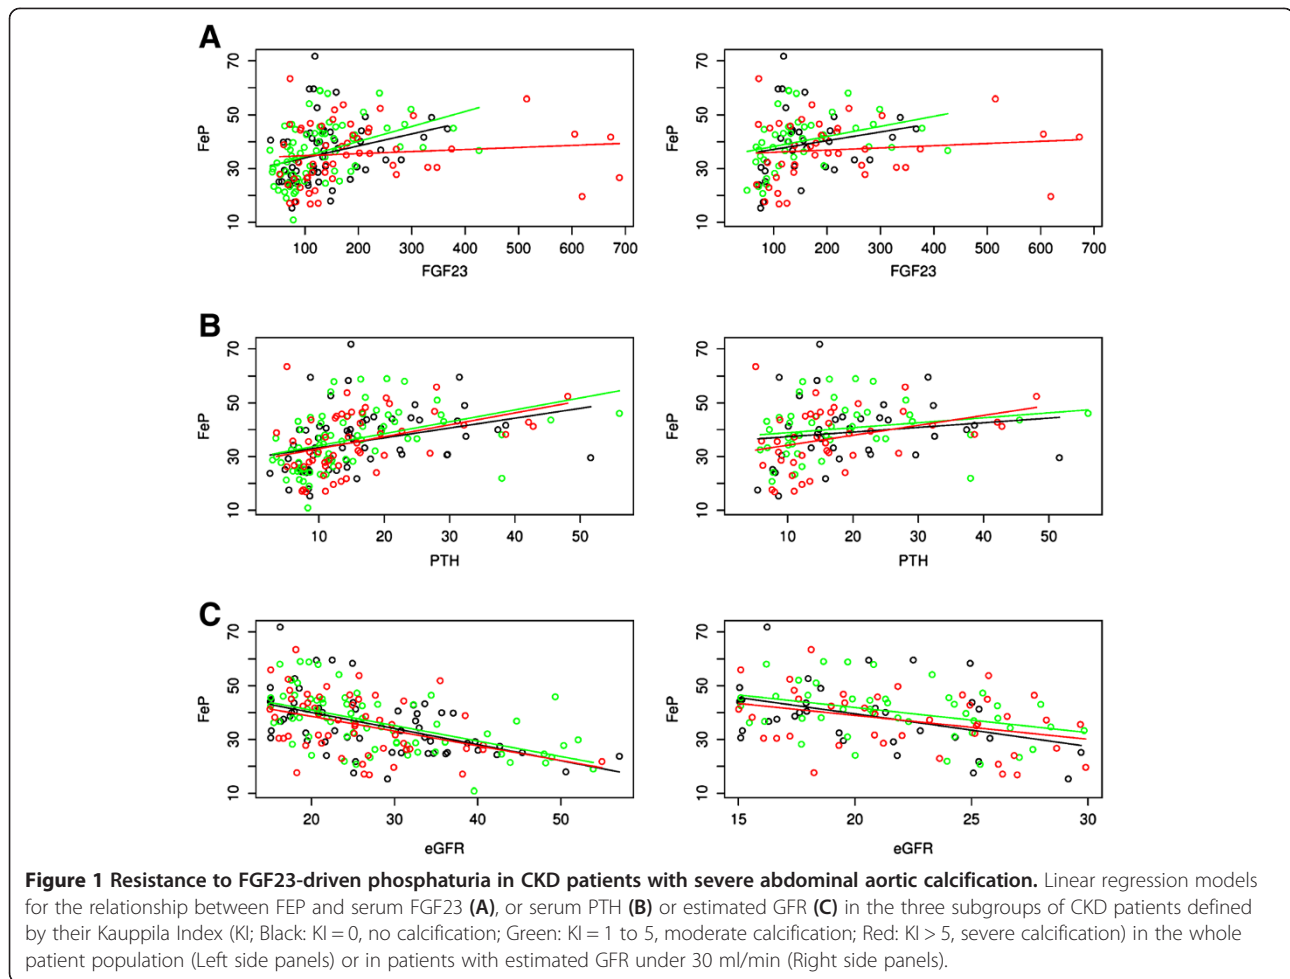 A
FeP
70
50
30
10
100 200 300 400 500 600 700
FGF23
FeP
70
50
30
10
100 200 300 400 500 600 700
FGF23
B
FeP
70
50
30
10
10 20 30 40 50
PTH
FeP
70
50
30
10
10 20 30 40 50
PTH
C
FeP
70
50
30
10
20 30 40 50
eGFR
FeP
70
50
30
10
15 20 25 30
eGFR
Figure 1 Resistance to FGF23-driven phosphaturia in CKD patients with severe abdominal aortic calcification. Linear regression models
for the relationship between FEP and serum FGF23 (A), or serum PTH (B) or estimated GFR (C) in the three subgroups of CKD patients defined
by their Kauppila Index (KI; Black: KI = 0, no calcification; Green: KI = 1 to 5, moderate calcification; Red: KI > 5, severe calcification) in the whole
patient population (Left side panels) or in patients with estimated GFR under 30 ml/min (Right side panels).